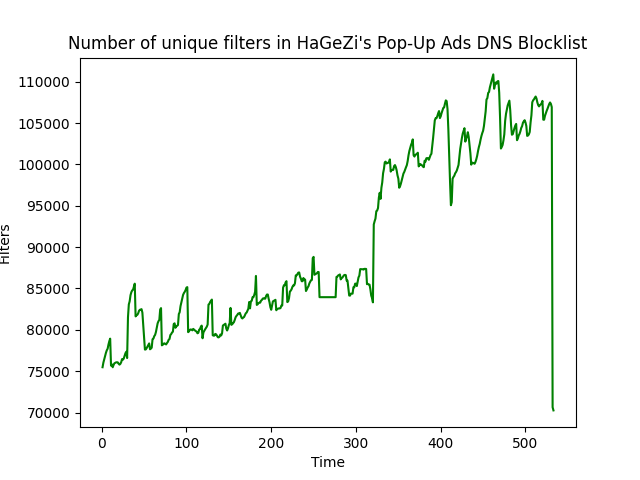 Number of unique filters in HaGeZi's Pop-Up Ads DNS Blocklist
110000
105000
100000
95000
90000
85000
80000
75000
70000
Filters
0 100 200 300 400 500
Time